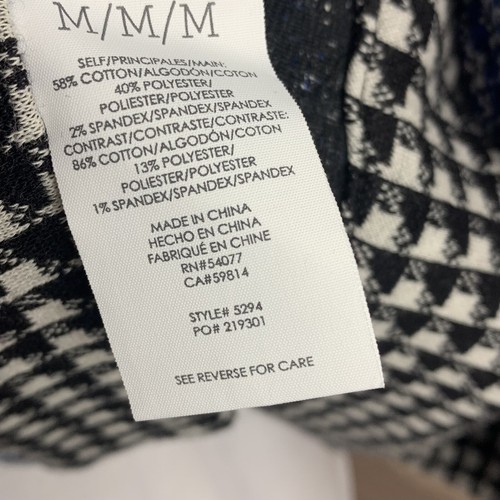 M/M/M
SELF/PRINCIPALES/MAIN:
58% COTTON/ALGODÓN/COTON
40% POLYESTER/
POLIESTER/POLYESTER
2% SPANDEX/SPANDEX/SPANDEX
CONTRAST/CONTRASTE/CONTRASTE:
86% COTTON/ALGODÓN/COTON
13% POLYESTER/
POLIESTER/POLYESTER
1% SPANDEX/SPANDEX/SPANDEX
MADE IN CHINA
HECHO EN CHINA
FABRIQUÉ EN CHINE
RN#54077
CA#59814
STYLE# 5294
PO# 219301
SEE REVERSE FOR CARE